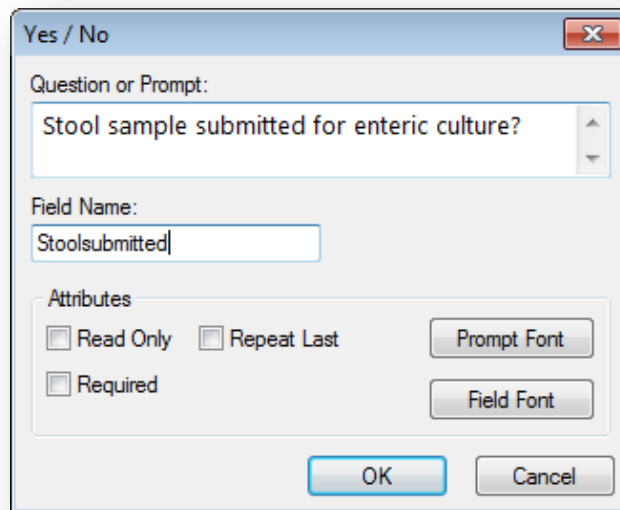 Yes / No
Question or Prompt:
Stool sample submitted for enteric culture?
Field Name:
Stoolsubmitted
Attributes
Read Only
Repeat Last
Prompt Font
Required
Field Font
OK
Cancel